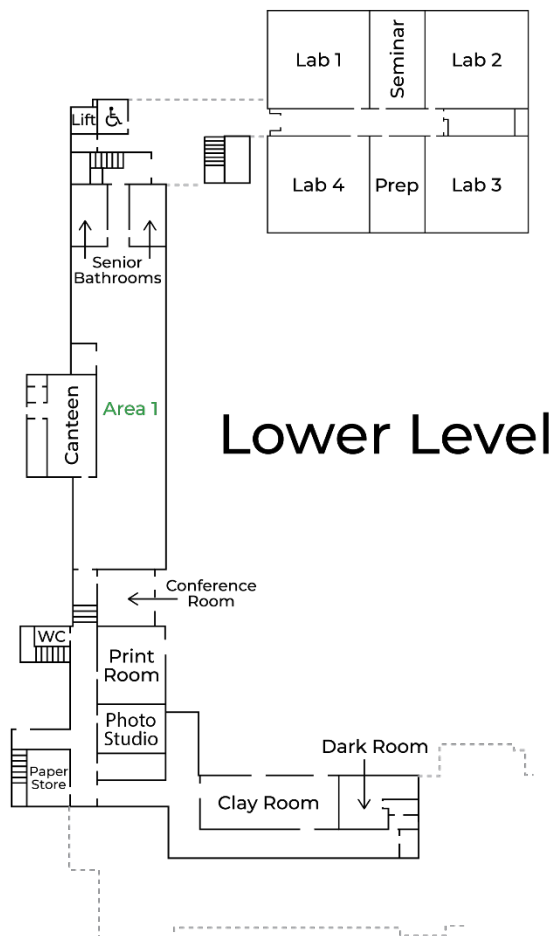 Lab 1
Seminar
Lab 2
Lift
Lab 4
Prep
Lab 3
Senior
Bathrooms
Canteen
Area 1
Lower Level
Conference
Room
WC
Print
Room
Photo
Studio
Dark Room
Paper
Store
Clay Room